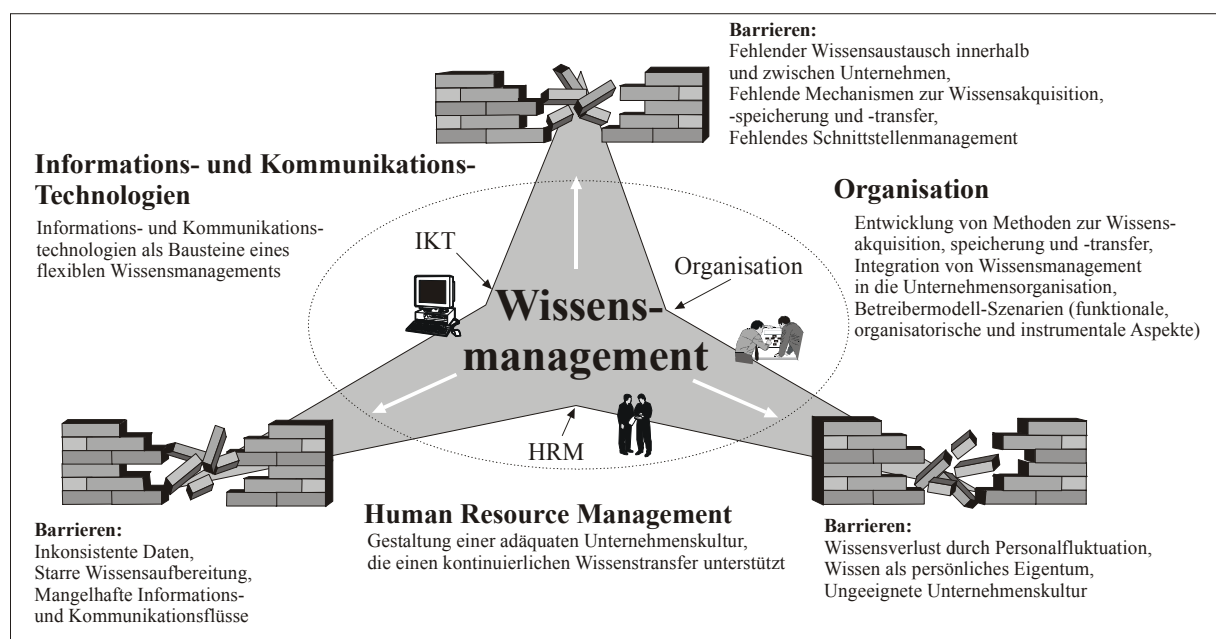 Barrieren:
Fehlender Wissensaustausch innerhalb
und zwischen Unternehmen,
Fehlende Mechanismen zur Wissensakquisition,
-speicherung und -transfer,
Fehlendes Schnittstellenmanagement
Informations- und Kommunikations-
Technologien
Informations- und Kommunikations-
technologien als Bausteine eines
flexiblen Wissensmanagements
Organisation
Entwicklung von Methoden zur Wissens-
akquisition, speicherung und -transfer,
Integration von Wissensmanagement
in die Unternehmensorganisation,
Betreibermodell-Szenarien (funktionale,
organisatorische und instrumentale Aspekte)
IKT
Organisation
Wissens-
management
HRM
Human Resource Management
Gestaltung einer adäquaten Unternehmenskultur,
die einen kontinuierlichen Wissenstransfer unterstützt
Barrieren:
Inkonsistente Daten,
Starre Wissensaufbereitung,
Mangelhafte Informations-
und Kommunikationsflüsse
Barrieren:
Wissensverlust durch Personalfluktuation,
Wissen als persönliches Eigentum,
Ungeeignete Unternehmenskultur